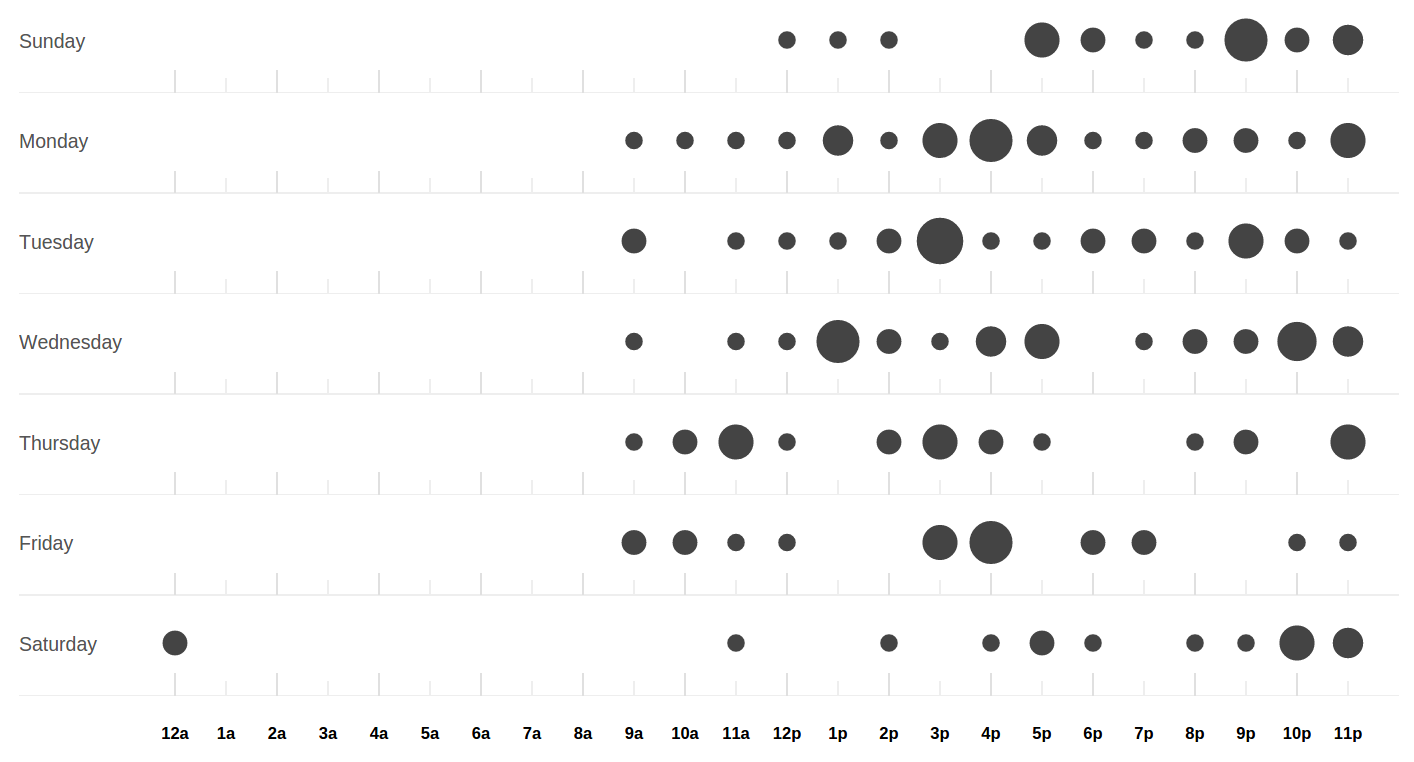 Sunday
Monday
Tuesday
Wednesday
Thursday
Friday
Saturday
12a 1a 2a 3a 4a 5a 6a 7a 8a 9a 10a 11a 12p 1p 2p 3p 4p 5p 6p 7p 8p 9p 10p 11p